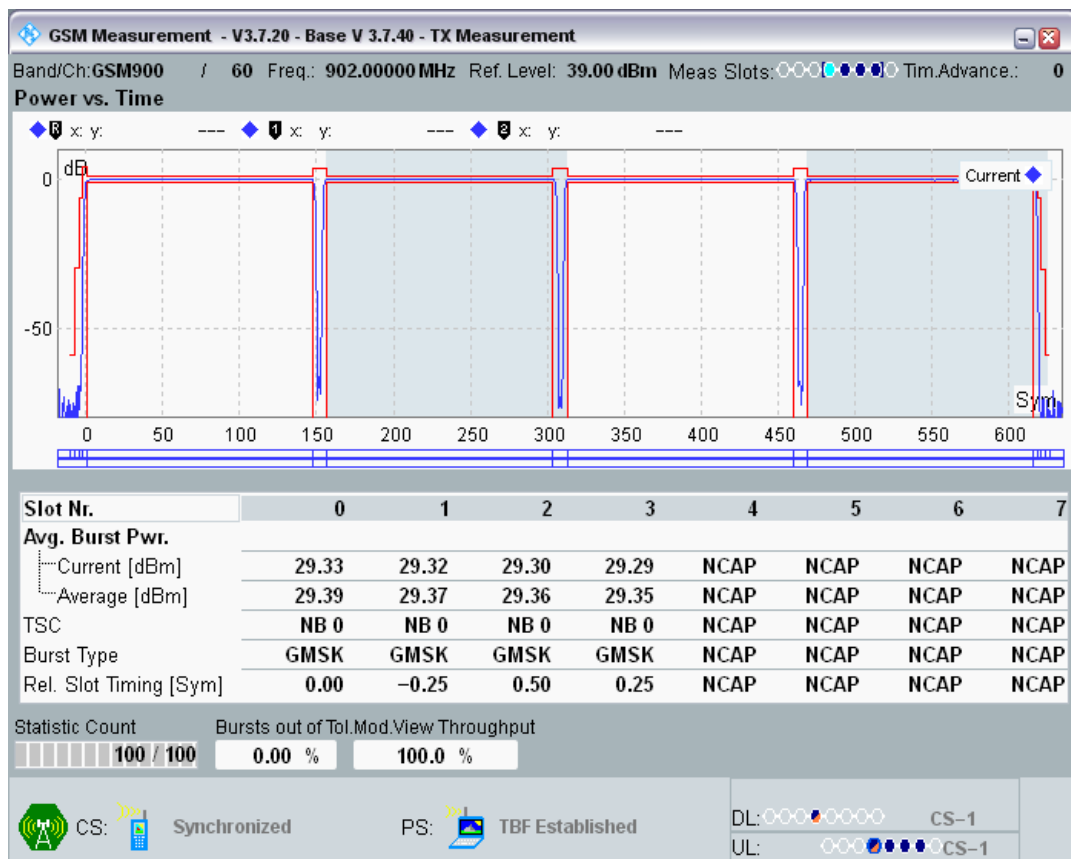 GSM Measurement - V3.7.20 - Base V 3.7.40 - TX Measurement
Band/Ch:GSM900 / 60 Freq.: 902.00000 MHz Ref. Level: 39.00 dBm Meas Slots: Tim.Advance.: 0
Power vs. Time
R x: y: --- 1 x: y: --- 2 x: y: ---
dB
0
Current
-50
Sym
0 50 100 150 200 250 300 350 400 450 500 550 600
Slot Nr. 0 1 2 3 4 5 6 7
Avg. Burst Pwr.
Current [dBm] 29.33 29.32 29.30 29.29 NCAP NCAP NCAP NCAP
Average [dBm] 29.39 29.37 29.36 29.35 NCAP NCAP NCAP NCAP
TSC NB 0 NB 0 NB 0 NB 0 NCAP NCAP NCAP NCAP
Burst Type GMSK GMSK GMSK GMSK NCAP NCAP NCAP NCAP
Rel. Slot Timing [Sym] 0.00 −0.25 0.50 0.25 NCAP NCAP NCAP NCAP
Statistic Count Bursts out of Tol. Mod.View Throughput
100 / 100 0.00 % 100.0 %
CS: Synchronized PS: TBF Established
DL: CS−1
UL: CS−1